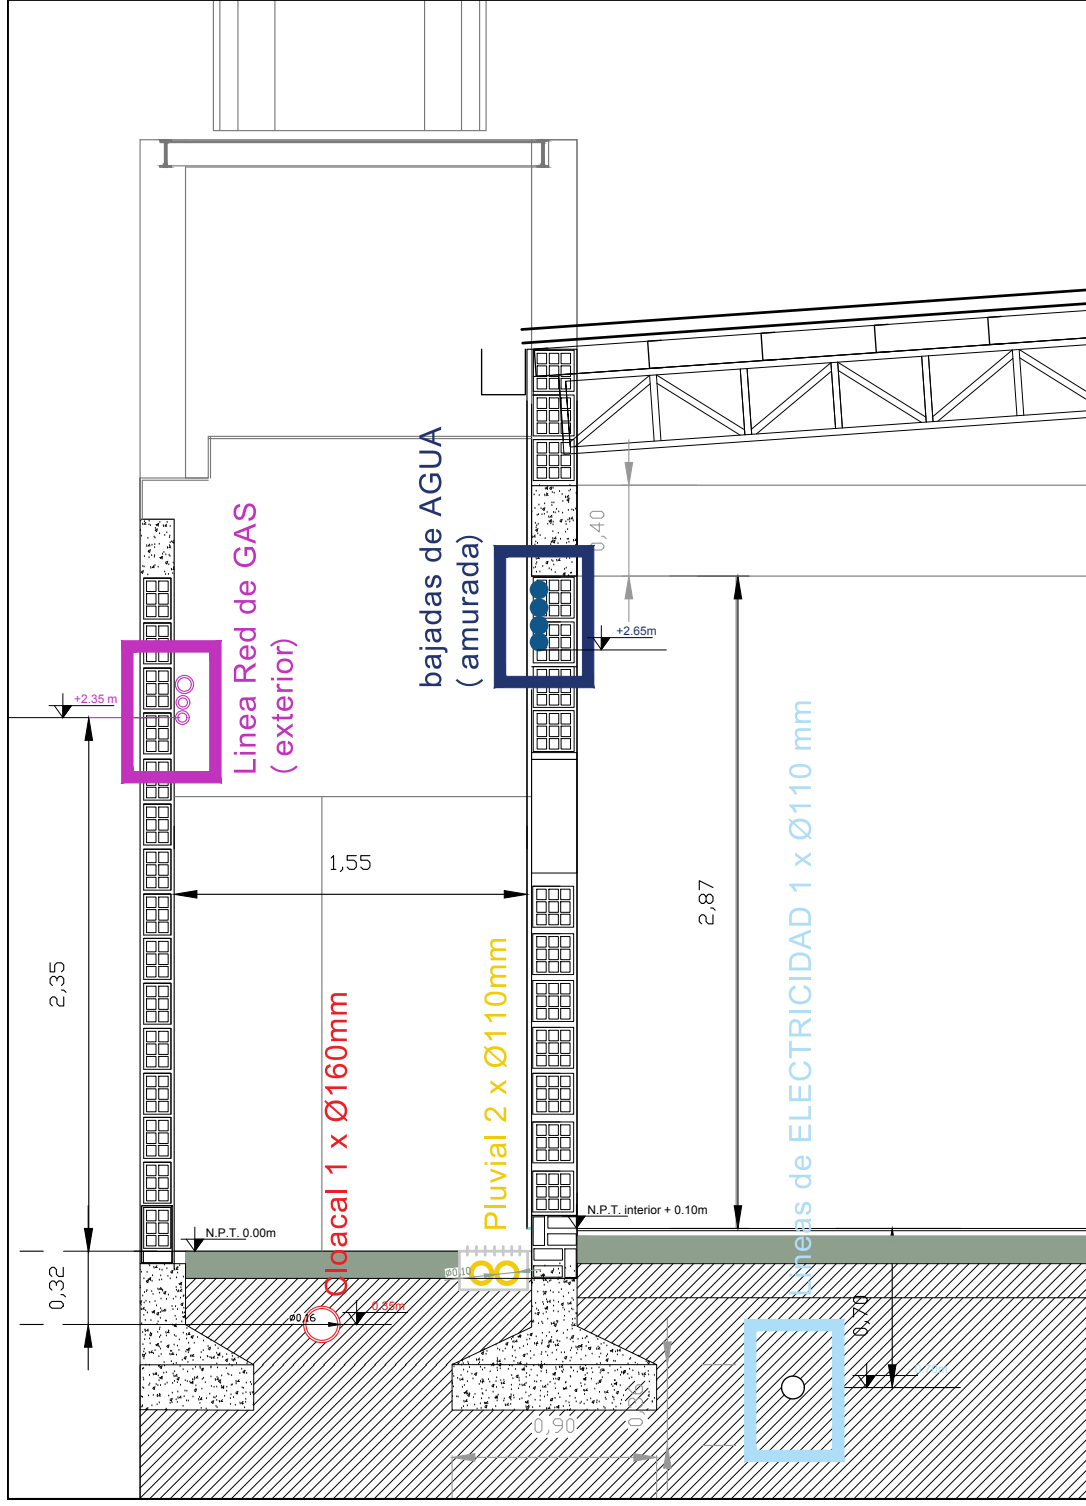 0,40
bajadas de AGUA
( amurada)
+2.65m
Linea Red de GAS
( exterior)
+2.35 m
1,55
2,87
2,35
Lineas de ELECTRICIDAD 1 x Ø110 mm
Pluvial 2 x Ø110mm
Cloacal 1 x Ø160mm
N.P.T. interior + 0.10m
N.P.T. 0.00m
ø0.10
0,32
ø0.16
0.35m
0,70
0,90